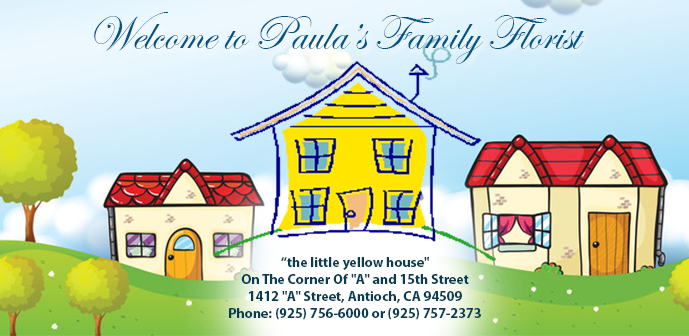 Welcome to Paula's Family Florist
"the little yellow house"
On The Corner Of "A" and 15th Street
1412 "A" Street, Antioch, CA 94509
Phone: (925) 756-6000 or (925) 757-2373